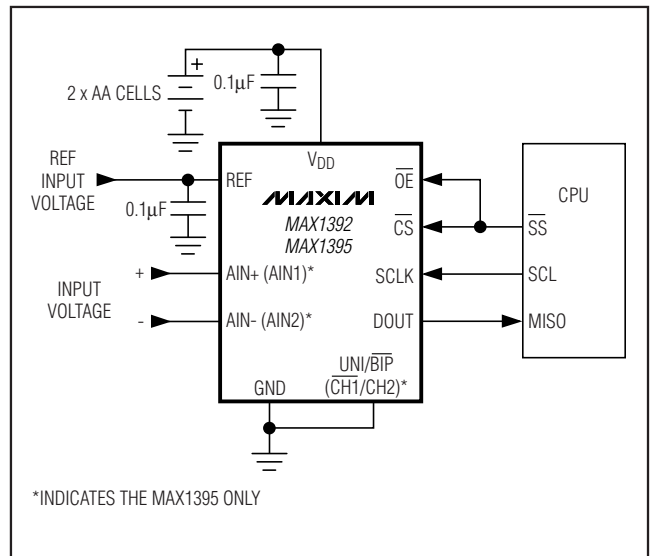 +
2 x AA CELLS
0.1μF
VDD
REF
INPUT
VOLTAGE
0.1μF
REF
MAXIM
MAX1392
MAX1395
OE
CS
SCLK
DOUT
AIN+ (AIN1)*
AIN- (AIN2)*
+
INPUT
VOLTAGE
-
UNI/BIP
(CH1/CH2)*
GND
CPU
SS
SCL
MISO
*INDICATES THE MAX1395 ONLY